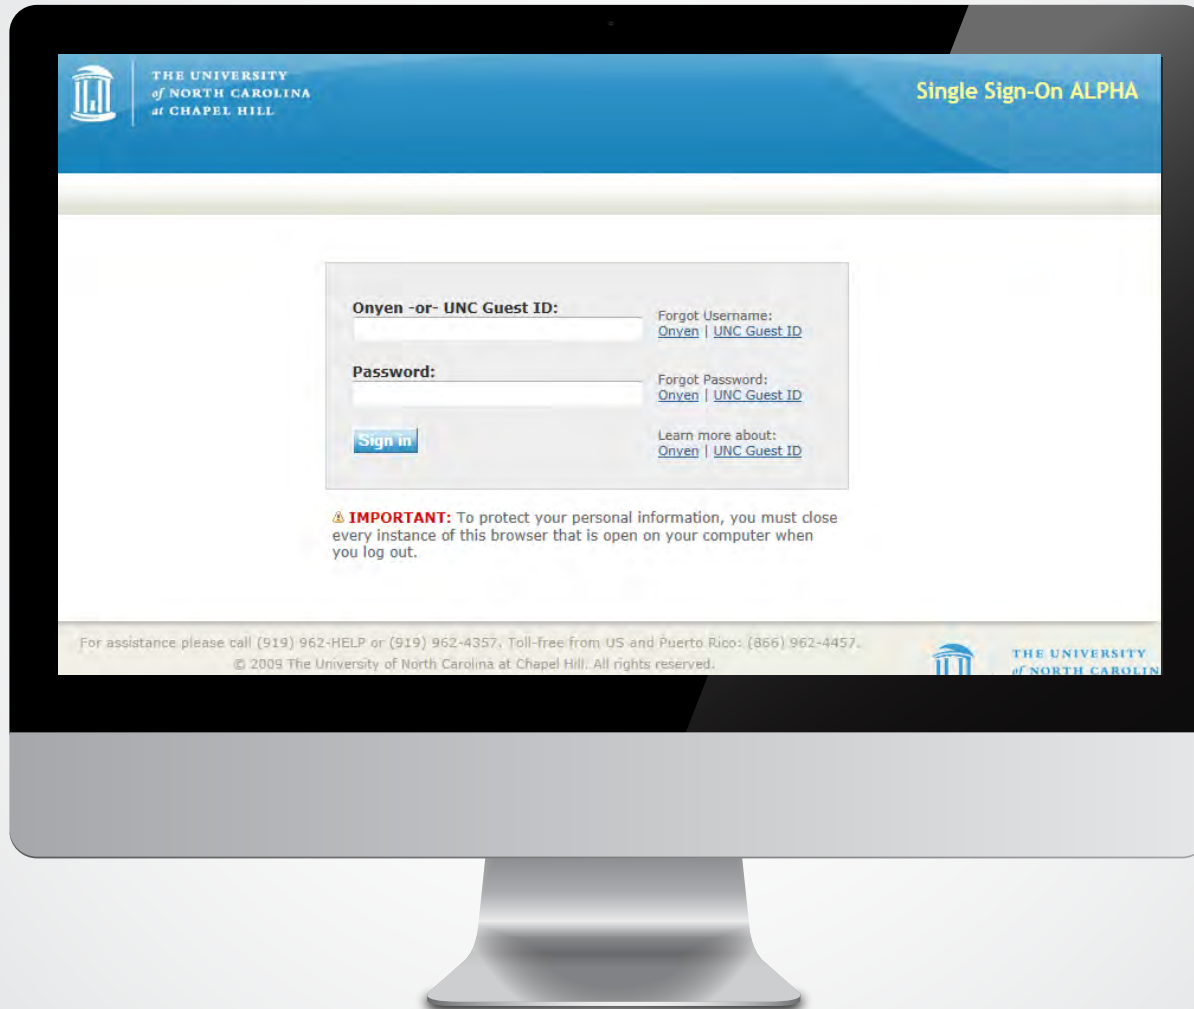 THE UNIVERSITY
of NORTH CAROLINA
at CHAPEL HILL
Single Sign-On ALPHA
Onyen -or- UNC Guest ID:
Forgot Username:
Onyen | UNC Guest ID
Password:
Forgot Password:
Onyen | UNC Guest ID
Sign in
Learn more about:
Onyen | UNC Guest ID
IMPORTANT: To protect your personal information, you must close
every instance of this browser that is open on your computer when
you log out.
For assistance please call (919) 962-HELP or (919) 962-4357. Toll-free from US and Puerto Rico: (866) 962-4457.
© 2009 The University of North Carolina at Chapel Hill. All rights reserved.
THE UNIVERSITY
of NORTH CAROLIN